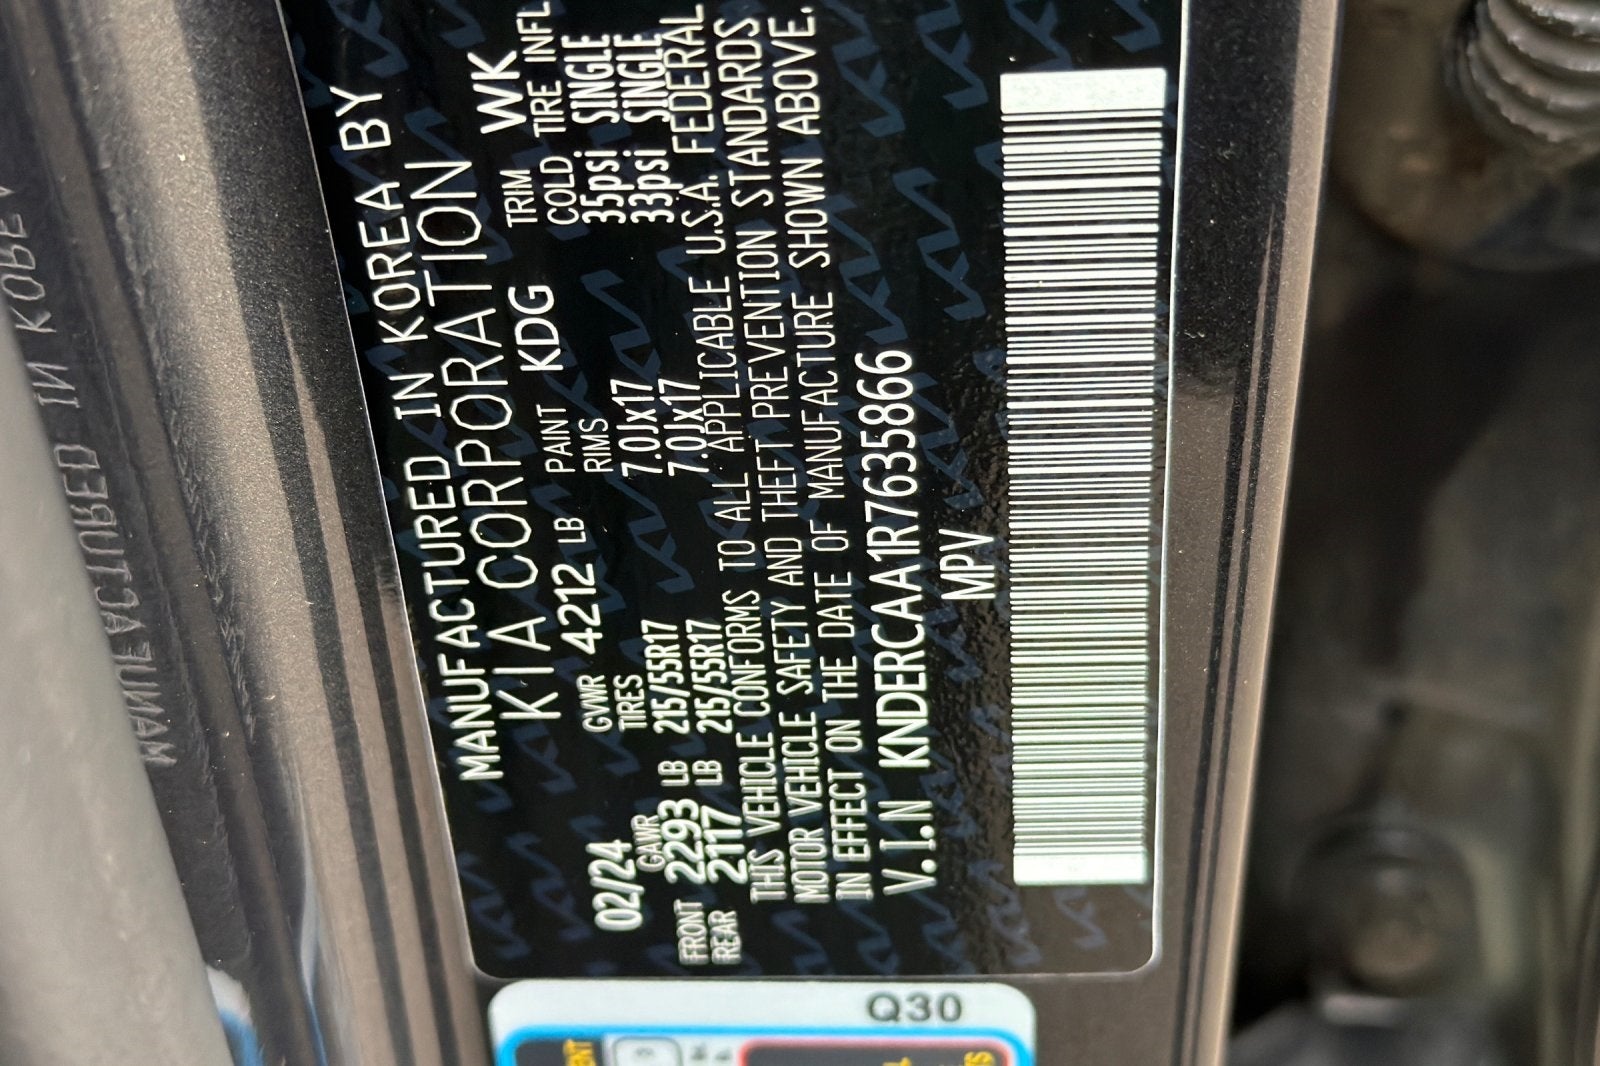 MANUFACTURED IN KOREA BY
KIA CORPORATION
02/24 GVWR 4212 LB PAINT KDG TRIM WK
GAWR TIRES RIMS COLD TIRE INFL
FRONT 2293 LB 215/55R17 7.0Jx17 35psi SINGLE
REAR 2117 LB 215/55R17 7.0Jx17 33psi SINGLE
THIS VEHICLE CONFORMS TO ALL APPLICABLE U.S.A. FEDERAL
MOTOR VEHICLE SAFETY AND THEFT PREVENTION STANDARDS
IN EFFECT ON THE DATE OF MANUFACTURE SHOWN ABOVE.
V.I.N KNDERCAA1R7635866
MPV
Q30